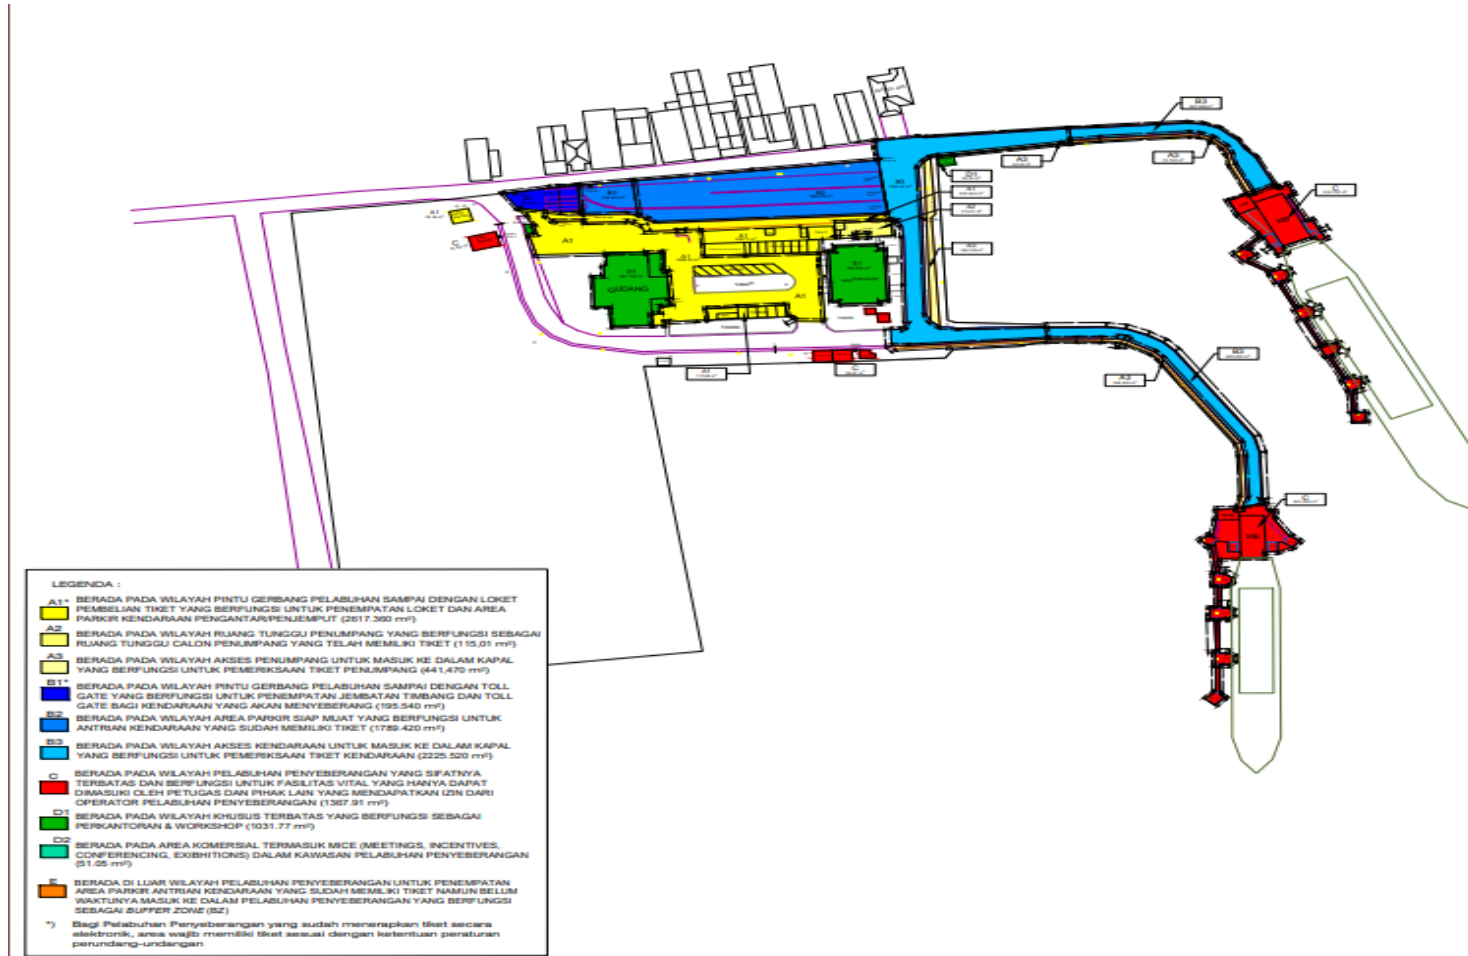 B3
A3
A3
D1
A1
A2
C
A1
C
B2
B2
B3
A1
A1
A1
A1
D1
GUDANG
D1
A3
A1
C
B3
A3
C
LEGENDA :
A1*
BERADA PADA WILAYAH PINTU GERBANG PELABUHAN SAMPAI DENGAN LOKET
PEMBELIAN TIKET YANG BERFUNGSI UNTUK PENEMPATAN LOKET DAN AREA
PARKIR KENDARAAN PENGANTAR/PENJEMPUT (2617.360 m²)
A2
BERADA PADA WILAYAH RUANG TUNGGU PENUMPANG YANG BERFUNGSI SEBAGAI
RUANG TUNGGU CALON PENUMPANG YANG TELAH MEMILIKI TIKET (115,01 m²)
A3
BERADA PADA WILAYAH AKSES PENUMPANG UNTUK MASUK KE DALAM KAPAL
YANG BERFUNGSI UNTUK PEMERIKSAAN TIKET PENUMPANG (441,470 m²)
B1*
BERADA PADA WILAYAH PINTU GERBANG PELABUHAN SAMPAI DENGAN TOLL
GATE YANG BERFUNGSI UNTUK PENEMPATAN JEMBATAN TIMBANG DAN TOLL
GATE BAGI KENDARAAN YANG AKAN MENYEBERANG (195.540 m²)
B2
BERADA PADA WILAYAH AREA PARKIR SIAP MUAT YANG BERFUNGSI UNTUK
ANTRIAN KENDARAAN YANG SUDAH MEMILIKI TIKET (1789.420 m²)
B3
BERADA PADA WILAYAH AKSES KENDARAAN UNTUK MASUK KE DALAM KAPAL
YANG BERFUNGSI UNTUK PEMERIKSAAN TIKET KENDARAAN (2225.520 m²)
C
BERADA PADA WILAYAH PELABUHAN PENYEBERANGAN YANG SIFATNYA
TERBATAS DAN BERFUNGSI UNTUK FASILITAS VITAL YANG HANYA DAPAT
DIMASUKI OLEH PETUGAS DAN PIHAK LAIN YANG MENDAPATKAN IZIN DARI
OPERATOR PELABUHAN PENYEBERANGAN (1367.91 m²)
D1
BERADA PADA WILAYAH KHUSUS TERBATAS YANG BERFUNGSI SEBAGAI
PERKANTORAN & WORKSHOP (1031.77 m²)
D2
BERADA PADA AREA KOMERSIAL TERMASUK MICE (MEETINGS, INCENTIVES,
CONFERENCING, EXIBHITIONS) DALAM KAWASAN PELABUHAN PENYEBERANGAN
(51.05 m²)
E
BERADA DI LUAR WILAYAH PELABUHAN PENYEBERANGAN UNTUK PENEMPATAN
AREA PARKIR ANTRIAN KENDARAAN YANG SUDAH MEMILIKI TIKET NAMUN BELUM
WAKTUNYA MASUK KE DALAM PELABUHAN PENYEBERANGAN YANG BERFUNGSI
SEBAGAI BUFFER ZONE (BZ)
*) Bagi Pelabuhan Penyeberangan yang sudah menerapkan tiket secara
elektronik, area wajib memiliki tiket sesuai dengan ketentuan peraturan
perundang-undangan